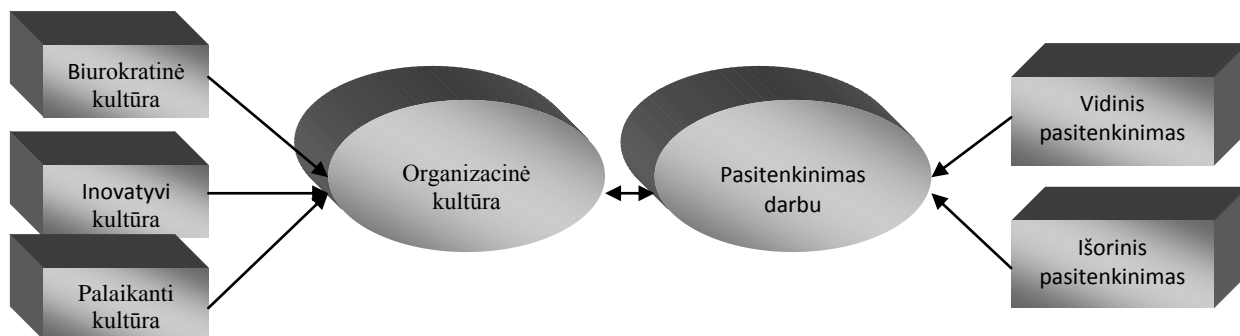 Biurokratinė
kultūra
Inovatyvi
kultūra
Palaikanti
kultūra
Organizacinė
kultūra
Pasitenkinimas
darbu
Vidinis
pasitenkinimas
Išorinis
pasitenkinimas